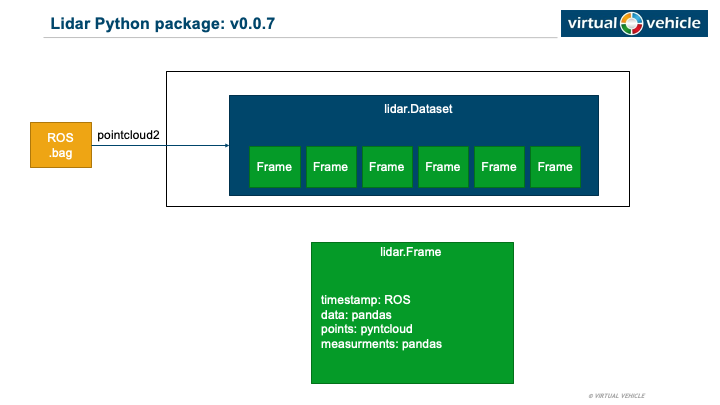 Lidar Python package: v0.0.7
virtual vehicle
lidar.Dataset
ROS
.bag
pointcloud2
Frame Frame Frame Frame Frame Frame
lidar.Frame
timestamp: ROS
data: pandas
points: pyntcloud
measurments: pandas
© VIRTUAL VEHICLE